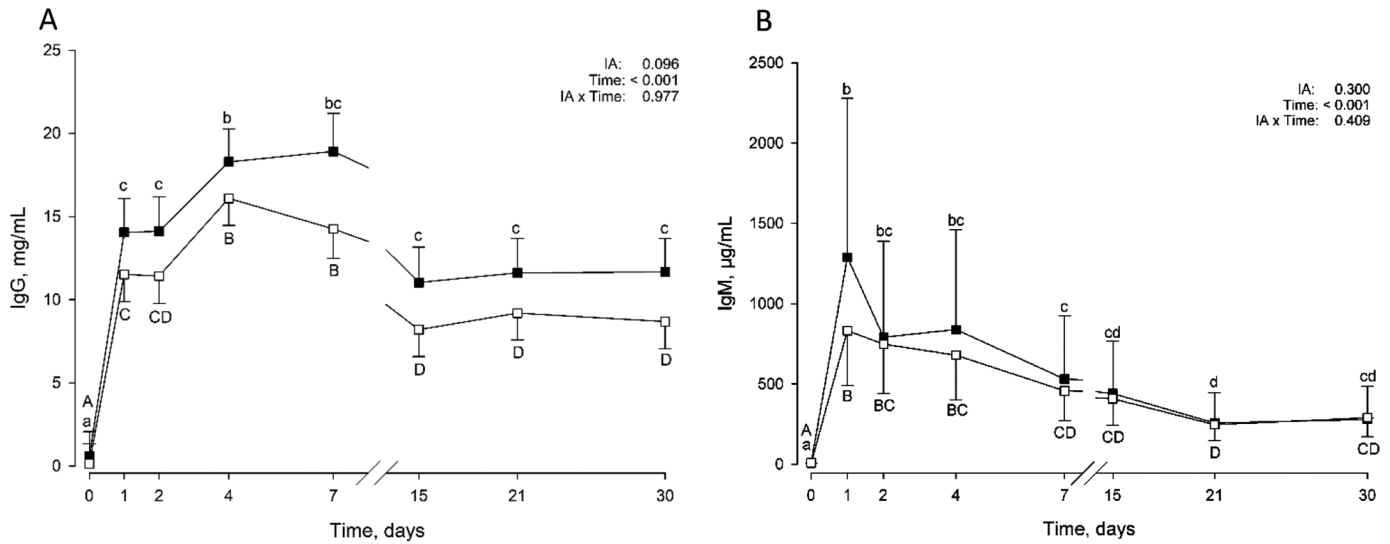 A
25
20
15
10
5
0
IgG, mg/mL
IA: 0.096
Time: < 0.001
IA x Time: 0.977
A
a
c
c
b
bc
c
c
c
C
CD
B
B
D
D
D
0 1 2 4 7 15 21 30
Time, days
B
2500
2000
1500
1000
500
0
IgM, µg/mL
IA: 0.300
Time: < 0.001
IA x Time: 0.409
A
a
b
bc
bc
c
cd
d
cd
B
BC
BC
CD
CD
D
CD
0 1 2 4 7 15 21 30
Time, days